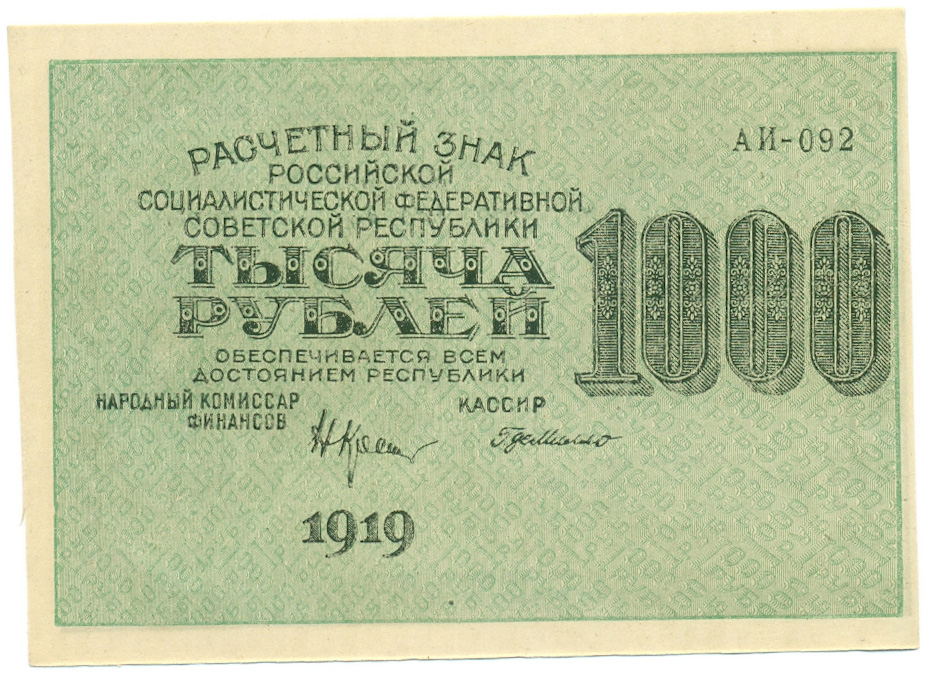 РАСЧЕТНЫЙ ЗНАК
РОССИЙСКОЙ
СОЦИАЛИСТИЧЕСКОЙ ФЕДЕРАТИВНОЙ
СОВЕТСКОЙ РЕСПУБЛИКИ
ТЫСЯЧА
РУБЛЕЙ
ОБЕСПЕЧИВАЕТСЯ ВСЕМ
ДОСТОЯНИЕМ РЕСПУБЛИКИ
НАРОДНЫЙ КОМИССАР
ФИНАНСОВ
КАССИР
1919
АИ-092
1000